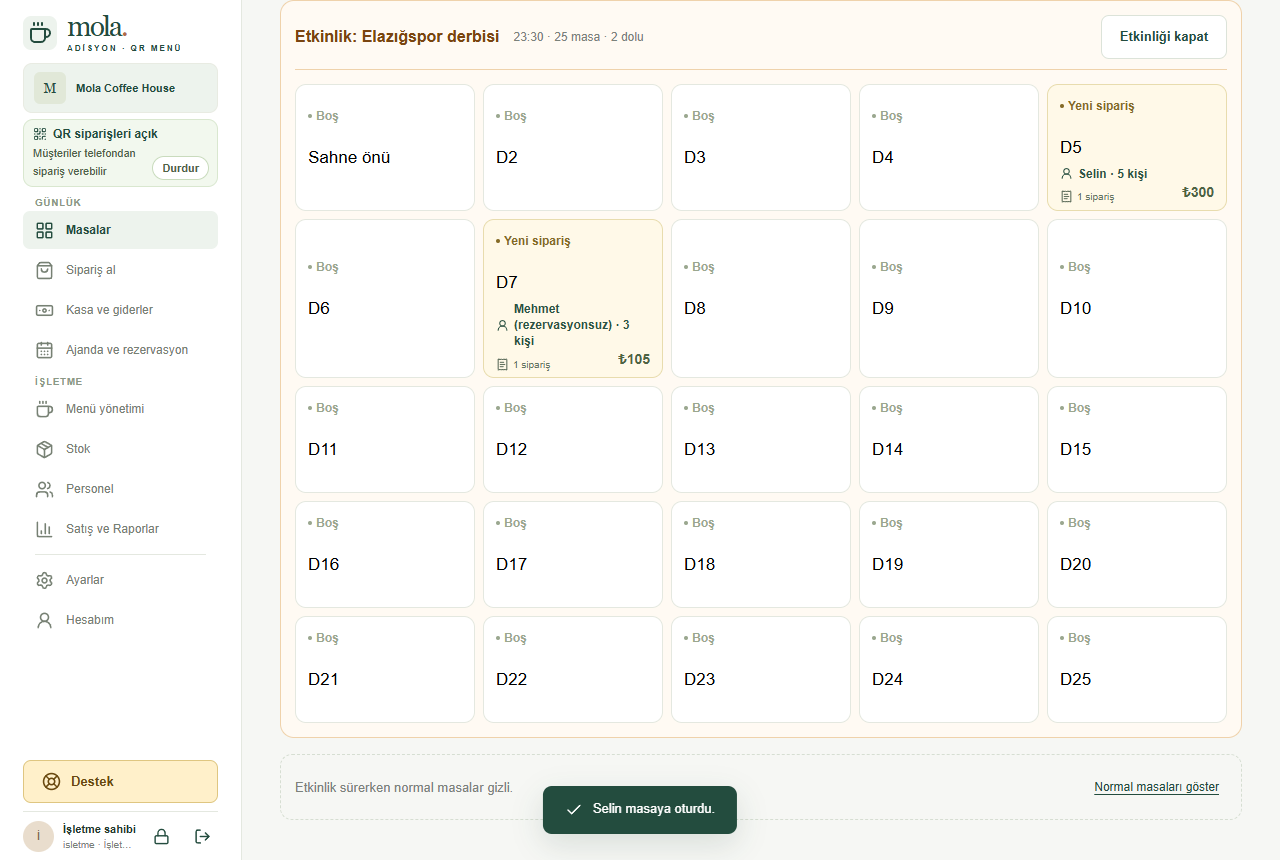 mola.
ADİSYON · QR MENÜ
M
Mola Coffee House
QR siparişleri açık
Müşteriler telefondan
sipariş verebilir
Durdur
GÜNLÜK
Masalar
Sipariş al
Kasa ve giderler
Ajanda ve rezervasyon
İŞLETME
Menü yönetimi
Stok
Personel
Satış ve Raporlar
Ayarlar
Hesabım
Destek
İ
İşletme sahibi
isletme · İşlet...
Etkinlik: Elazığspor derbisi
23:30 · 25 masa · 2 dolu
Etkinliği kapat
• Boş
Sahne önü
• Boş
D2
• Boş
D3
• Boş
D4
• Yeni sipariş
D5
Selin · 5 kişi
1 sipariş
₺300
• Boş
D6
• Yeni sipariş
D7
Mehmet
(rezervasyonsuz) · 3
kişi
1 sipariş
₺105
• Boş
D8
• Boş
D9
• Boş
D10
• Boş
D11
• Boş
D12
• Boş
D13
• Boş
D14
• Boş
D15
• Boş
D16
• Boş
D17
• Boş
D18
• Boş
D19
• Boş
D20
• Boş
D21
• Boş
D22
• Boş
D23
• Boş
D24
• Boş
D25
Etkinlik sürerken normal masalar gizli.
Normal masaları göster
Selin masaya oturdu.